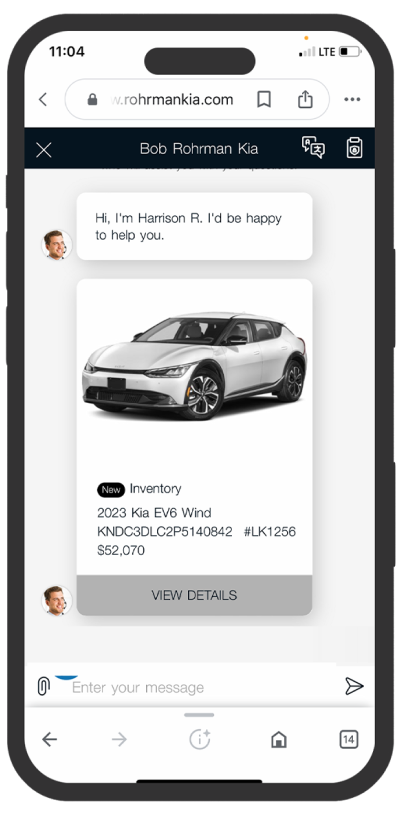 11:04
LTE
w.rohrmankia.com
Bob Rohrman Kia
Hi, I'm Harrison R. I'd be happy
to help you.
New Inventory
2023 Kia EV6 Wind
KNDC3DLC2P5140842 #LK1256
$52,070
VIEW DETAILS
Enter your message
14